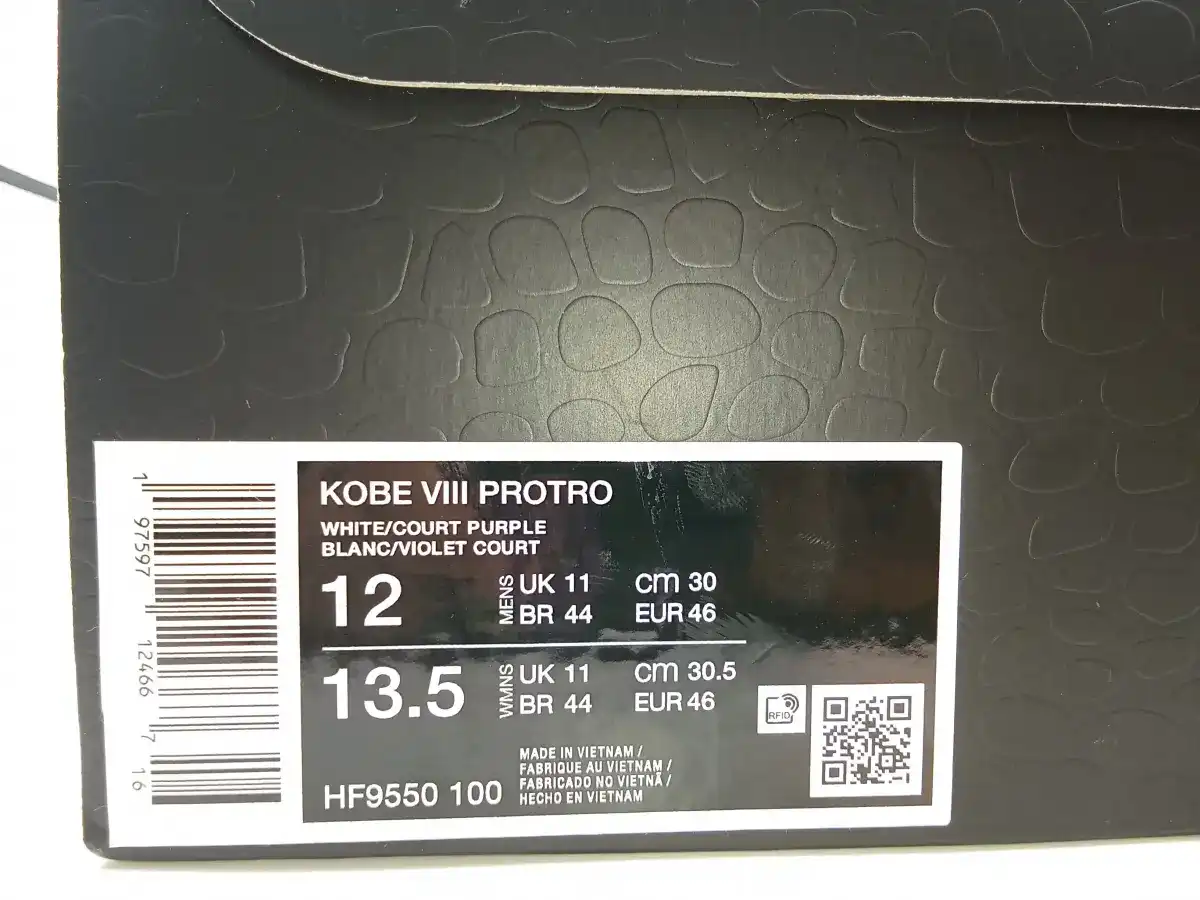 KOBE VIII PROTRO
WHITE/COURT PURPLE
BLANC/VIOLET COURT
12
MENS
UK 11
BR 44
cm 30
EUR 46
13.5
WMNS
UK 11
BR 44
cm 30.5
EUR 46
RFID
HF9550 100
MADE IN VIETNAM /
FABRIQUE AU VIETNAM /
FABRICADO NO VIETNÃ /
HECHO EN VIETNAM
1 97597 12466 7 16